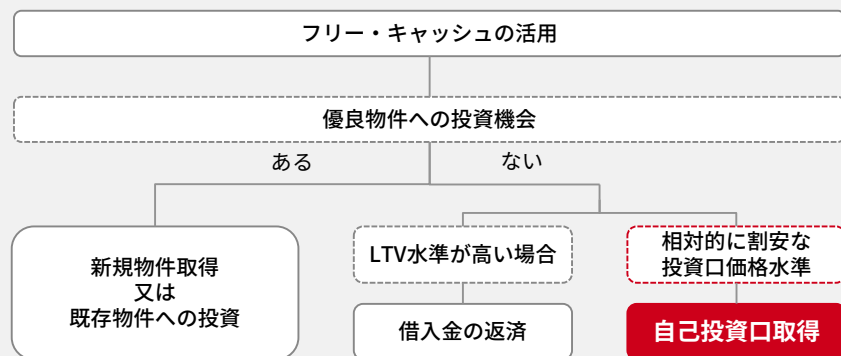 フリー・キャッシュの活用
優良物件への投資機会
ある
ない
新規物件取得
又は
既存物件への投資
LTV水準が高い場合
相対的に割安な
投資口価格水準
借入金の返済
自己投資口取得